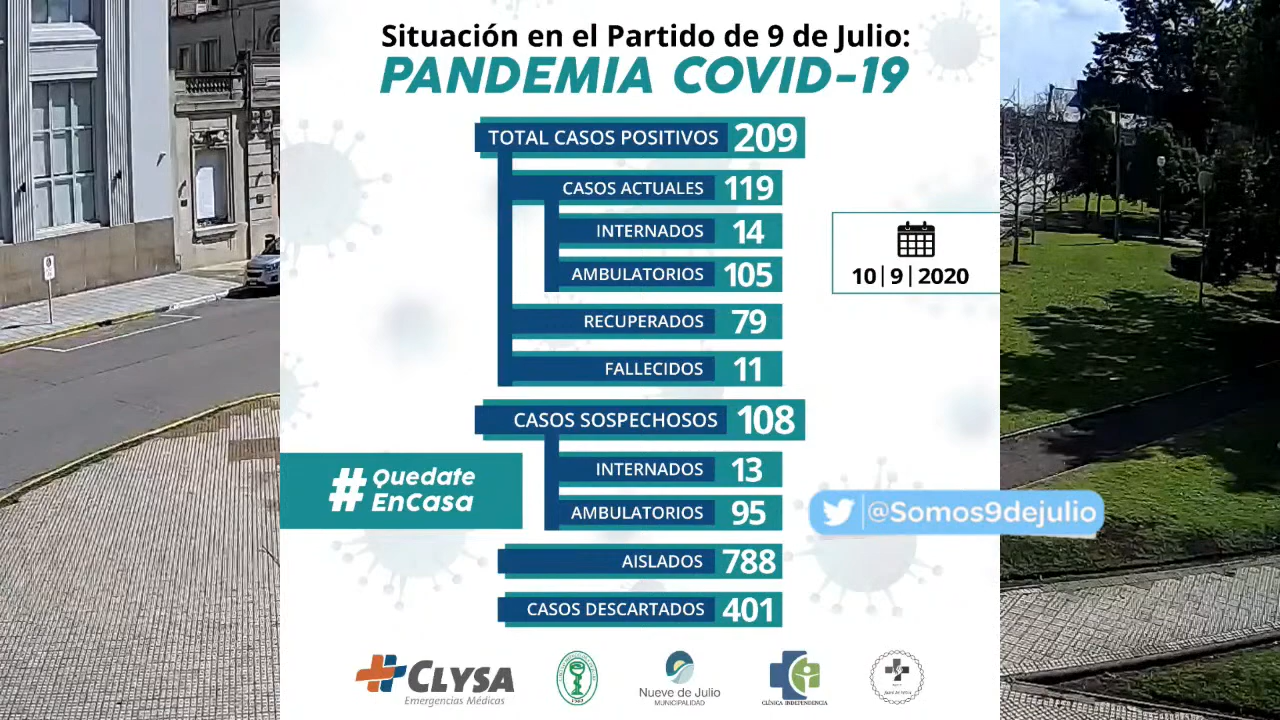 Situación en el Partido de 9 de Julio:
PANDEMIA COVID-19
TOTAL CASOS POSITIVOS 209
CASOS ACTUALES 119
INTERNADOS 14
AMBULATORIOS 105
10|9|2020
RECUPERADOS 79
FALLECIDOS 11
CASOS SOSPECHOSOS 108
INTERNADOS 13
AMBULATORIOS 95
#Quedate
EnCasa
@Somos9dejulio
AISLADOS 788
CASOS DESCARTADOS 401
CLYSA
Emergencias Médicas
Nueve de Julio
MUNICIPALIDAD
CLÍNICA INDEPENDENCIA